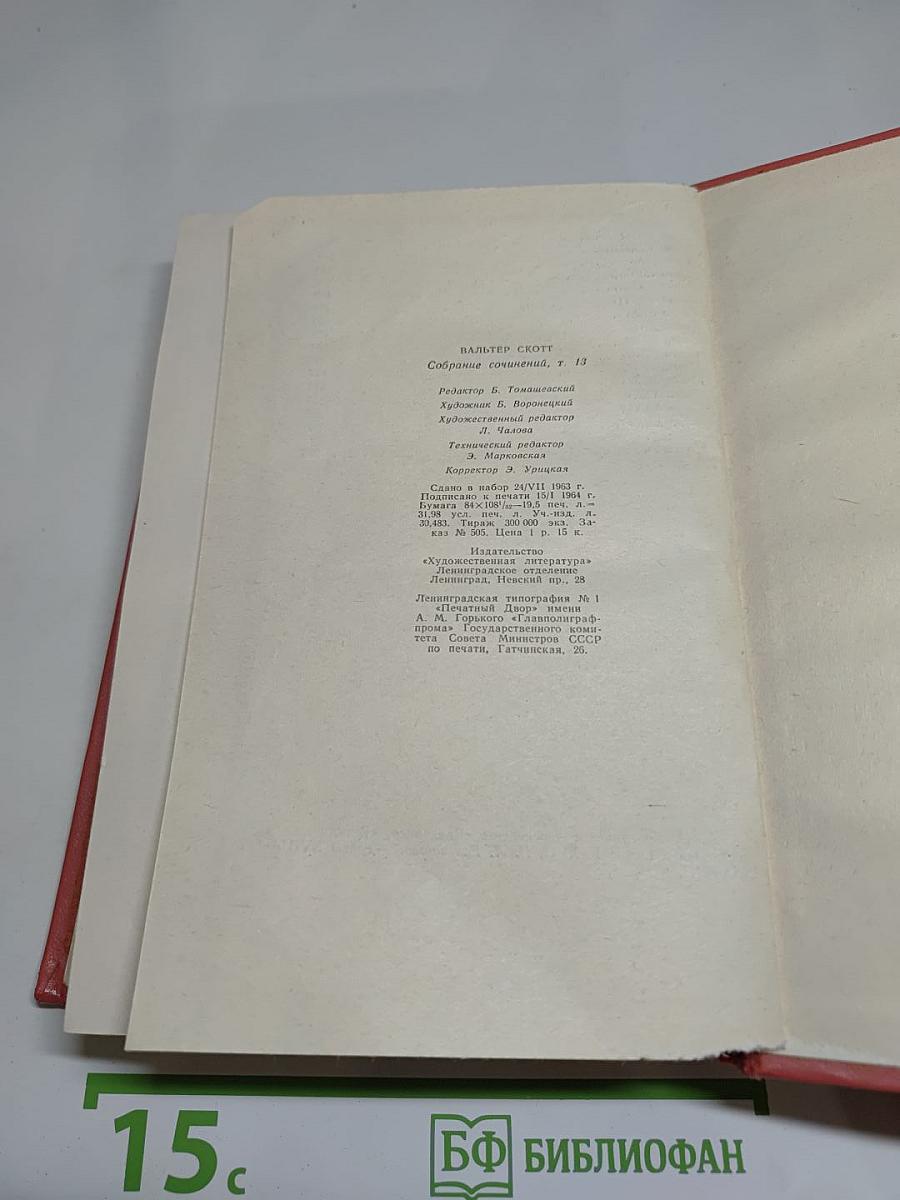 ВАЛЬТЕР СКОТТ
Собрание сочинений, т. 13
Редактор Б. Томашевский
Художник Б. Воронецкий
Художественный редактор
Л. Чалова
Технический редактор
Э. Марковская
Корректор Э. Урицкая
Сдано в набор 24/VII 1963 г.
Подписано к печати 15/I 1964 г.
Бумага 84×108¹/₃₂—19,5 печ. л.=
31,98 усл. печ. л. Уч.-изд. л.
30,483. Тираж 300 000 экз. За-
каз № 505. Цена 1 р. 15 к.
Издательство
«Художественная литература»
Ленинградское отделение
Ленинград, Невский пр., 28
Ленинградская типография № 1
«Печатный Двор» имени
А. М. Горького «Главполиграф-
прома» Государственного коми-
тета Совета Министров СССР
по печати, Гатчинская, 26.
15 с
БФ БИБЛИОФАН